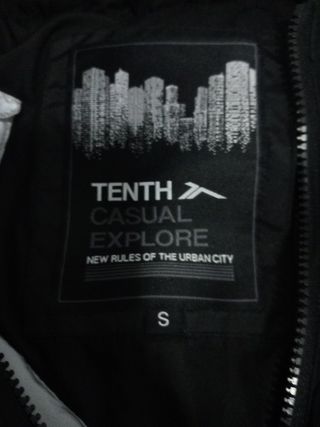 TENTH
CASUAL
EXPLORE
NEW RULES OF THE URBAN CITY
S